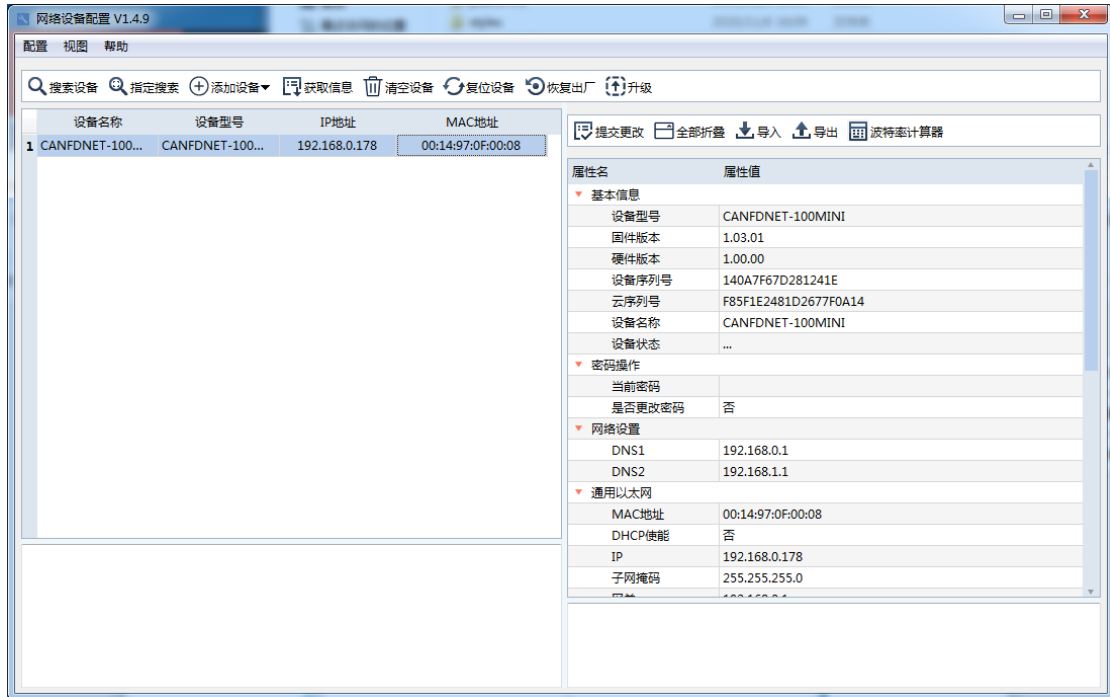 网络设备配置 V1.4.9
配置 视图 帮助
搜索设备 指定搜索 添加设备 获取信息 清空设备 复位设备 恢复出厂 升级
设备名称 设备型号 IP地址 MAC地址
1 CANFDNET-100... CANFDNET-100... 192.168.0.178 00:14:97:0F:00:08
提交更改 全部折叠 导入 导出 波特率计算器
属性名 属性值
基本信息
设备型号 CANFDNET-100MINI
固件版本 1.03.01
硬件版本 1.00.00
设备序列号 140A7F67D281241E
云序列号 F85F1E2481D2677F0A14
设备名称 CANFDNET-100MINI
设备状态 ...
密码操作
当前密码
是否更改密码 否
网络设置
DNS1 192.168.0.1
DNS2 192.168.1.1
通用以太网
MAC地址 00:14:97:0F:00:08
DHCP使能 否
IP 192.168.0.178
子网掩码 255.255.255.0